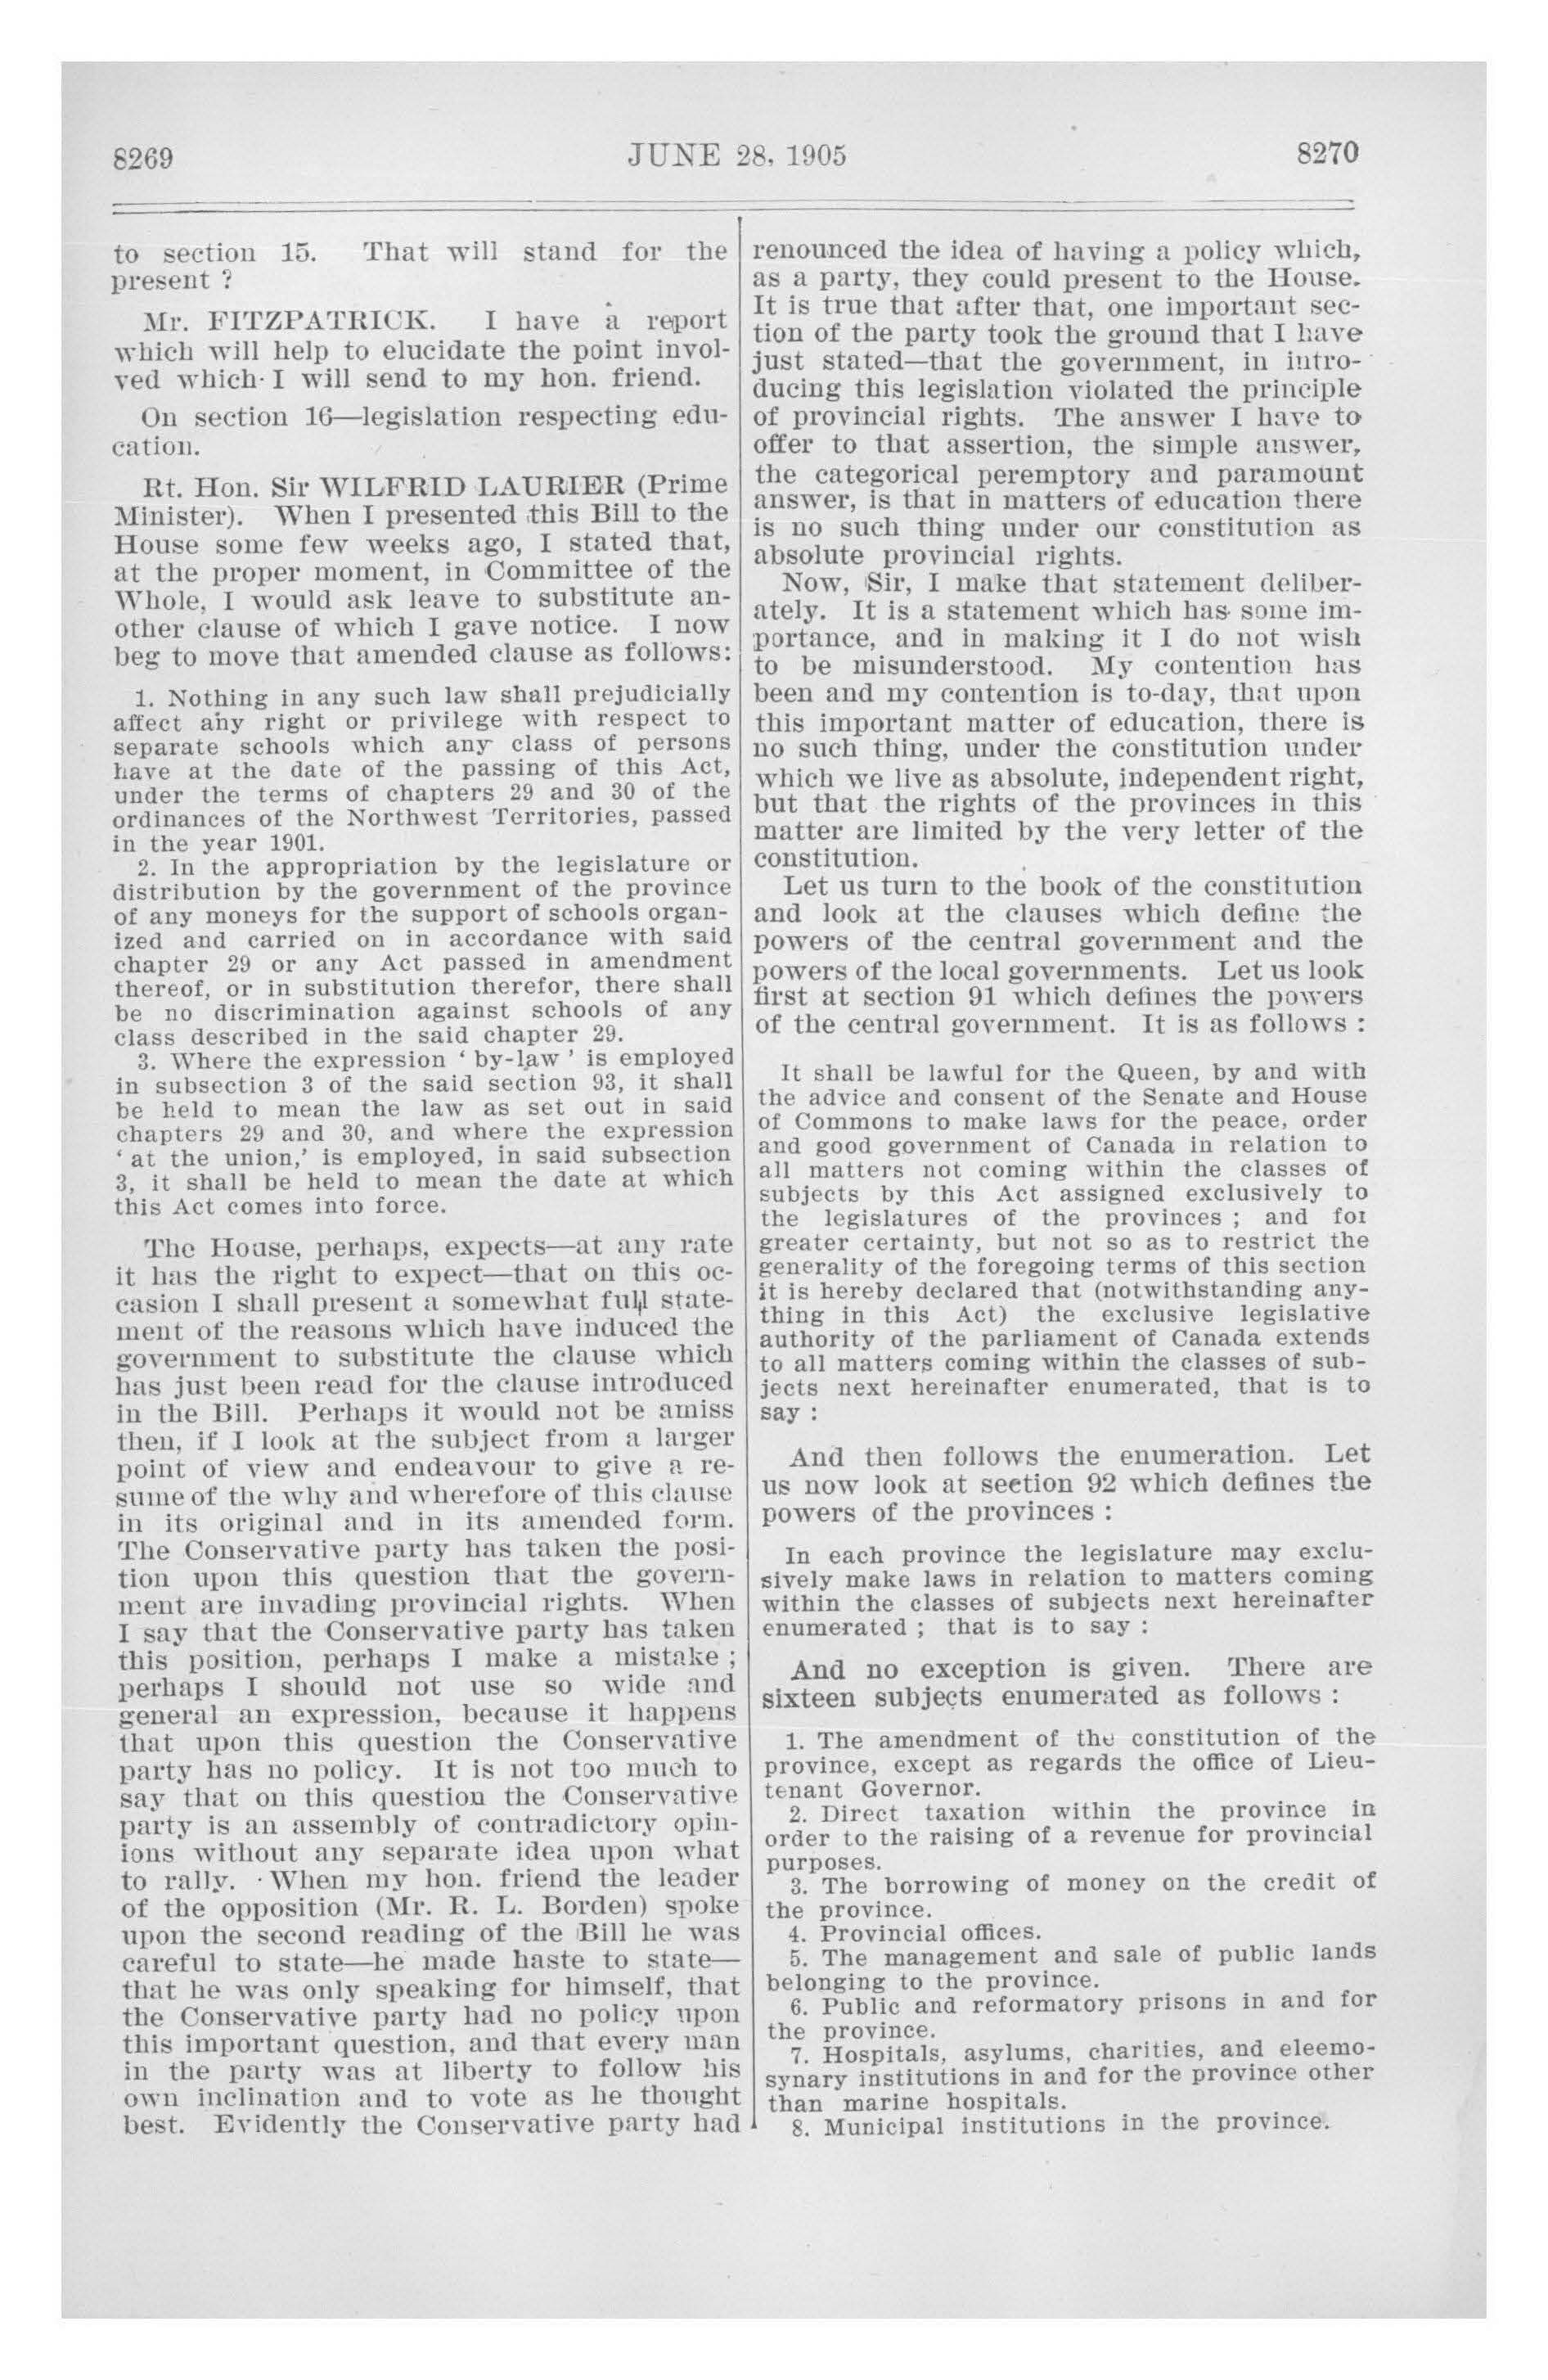 8269
JUNE 28, 1905
8270
to section 15. That will stand for the
present ?
Mr. FITZPATRICK. I have a report
which will help to elucidate the point invol-
ved which I will send to my hon. friend.
On section 16—legislation respecting edu-
cation.
Rt. Hon. Sir WILFRID LAURIER (Prime
Minister). When I presented this Bill to the
House some few weeks ago, I stated that,
at the proper moment, in Committee of the
Whole, I would ask leave to substitute an-
other clause of which I gave notice. I now
beg to move that amended clause as follows:
1. Nothing in any such law shall prejudicially
affect any right or privilege with respect to
separate schools which any class of persons
have at the date of the passing of this Act,
under the terms of chapters 29 and 30 of the
ordinances of the Northwest Territories, passed
in the year 1901.
2. In the appropriation by the legislature or
distribution by the government of the province
of any moneys for the support of schools organ-
ized and carried on in accordance with said
chapter 29 or any Act passed in amendment
thereof, or in substitution therefor, there shall
be no discrimination against schools of any
class described in the said chapter 29.
3. Where the expression ' by-law ' is employed
in subsection 3 of the said section 93, it shall
be held to mean the law as set out in said
chapters 29 and 30, and where the expression
' at the union,' is employed, in said subsection
3, it shall be held to mean the date at which
this Act comes into force.
The House, perhaps, expects—at any rate
it has the right to expect—that on this oc-
casion I shall present a somewhat full state-
ment of the reasons which have induced the
government to substitute the clause which
has just been read for the clause introduced
in the Bill. Perhaps it would not be amiss
then, if I look at the subject from a larger
point of view and endeavour to give a re-
sume of the why and wherefore of this clause
in its original and in its amended form.
The Conservative party has taken the posi-
tion upon this question that the govern-
ment are invading provincial rights. When
I say that the Conservative party has taken
this position, perhaps I make a mistake ;
perhaps I should not use so wide and
general an expression, because it happens
that upon this question the Conservative
party has no policy. It is not too much to
say that on this question the Conservative
party is an assembly of contradictory opin-
ions without any separate idea upon what
to rally. When my hon. friend the leader
of the opposition (Mr. R. L. Borden) spoke
upon the second reading of the Bill he was
careful to state—he made haste to state—
that he was only speaking for himself, that
the Conservative party had no policy upon
this important question, and that every man
in the party was at liberty to follow his
own inclination and to vote as he thought
best. Evidently the Conservative party had
renounced the idea of having a policy which,
as a party, they could present to the House.
It is true that after that, one important sec-
tion of the party took the ground that I have
just stated—that the government, in intro-
ducing this legislation violated the principle
of provincial rights. The answer I have to
offer to that assertion, the simple answer,
the categorical peremptory and paramount
answer, is that in matters of education there
is no such thing under our constitution as
absolute provincial rights.
Now, Sir, I make that statement deliber-
ately. It is a statement which has some im-
portance, and in making it I do not wish
to be misunderstood. My contention has
been and my contention is to-day, that upon
this important matter of education, there is
no such thing, under the constitution under
which we live as absolute, independent right,
but that the rights of the provinces in this
matter are limited by the very letter of the
constitution.
Let us turn to the book of the constitution
and look at the clauses which define the
powers of the central government and the
powers of the local governments. Let us look
first at section 91 which defines the powers
of the central government. It is as follows :
It shall be lawful for the Queen, by and with
the advice and consent of the Senate and House
of Commons to make laws for the peace, order
and good government of Canada in relation to
all matters not coming within the classes of
subjects by this Act assigned exclusively to
the legislatures of the provinces ; and for
greater certainty, but not so as to restrict the
generality of the foregoing terms of this section
it is hereby declared that (notwithstanding any-
thing in this Act) the exclusive legislative
authority of the parliament of Canada extends
to all matters coming within the classes of sub-
jects next hereinafter enumerated, that is to
say :
And then follows the enumeration. Let
us now look at section 92 which defines the
powers of the provinces :
In each province the legislature may exclu-
sively make laws in relation to matters coming
within the classes of subjects next hereinafter
enumerated ; that is to say :
And no exception is given. There are
sixteen subjects enumerated as follows :
1. The amendment of the constitution of the
province, except as regards the office of Lieu-
tenant Governor.
2. Direct taxation within the province in
order to the raising of a revenue for provincial
purposes.
3. The borrowing of money on the credit of
the province.
4. Provincial offices.
5. The management and sale of public lands
belonging to the province.
6. Public and reformatory prisons in and for
the province.
7. Hospitals, asylums, charities, and eleemo-
synary institutions in and for the province other
than marine hospitals.
8. Municipal institutions in the province.